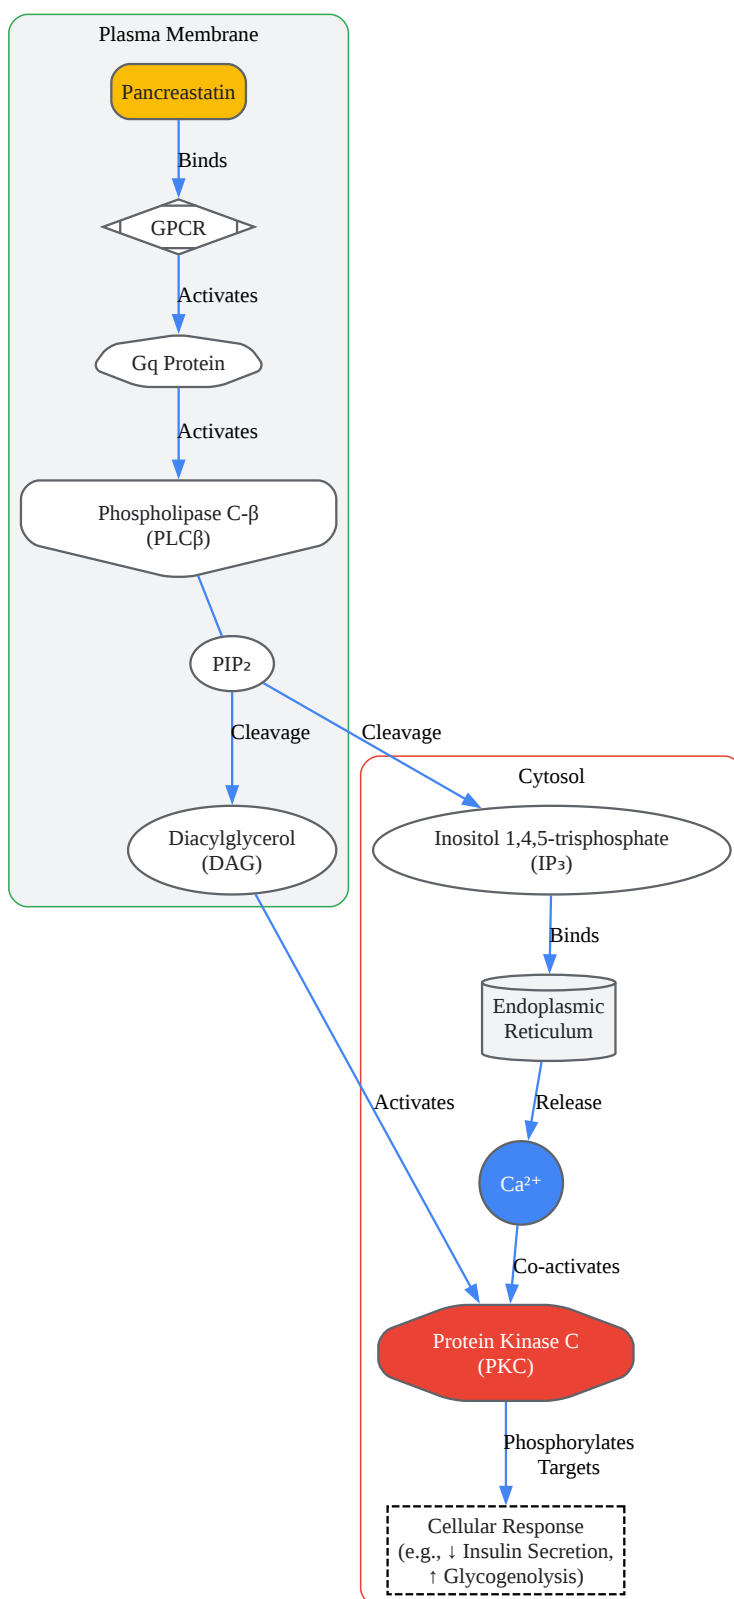 Plasma Membrane
Pancreastatin
Binds
GPCR
Activates
Gq Protein
Activates
Phospholipase C-β
(PLCβ)
PIP₂
Cleavage
Cleavage
Cytosol
Diacylglycerol
(DAG)
Inositol 1,4,5-trisphosphate
(IP₃)
Binds
Endoplasmic
Reticulum
Activates
Release
Ca²⁺
Co-activates
Protein Kinase C
(PKC)
Phosphorylates
Targets
Cellular Response
(e.g., ↓ Insulin Secretion,
↑ Glycogenolysis)